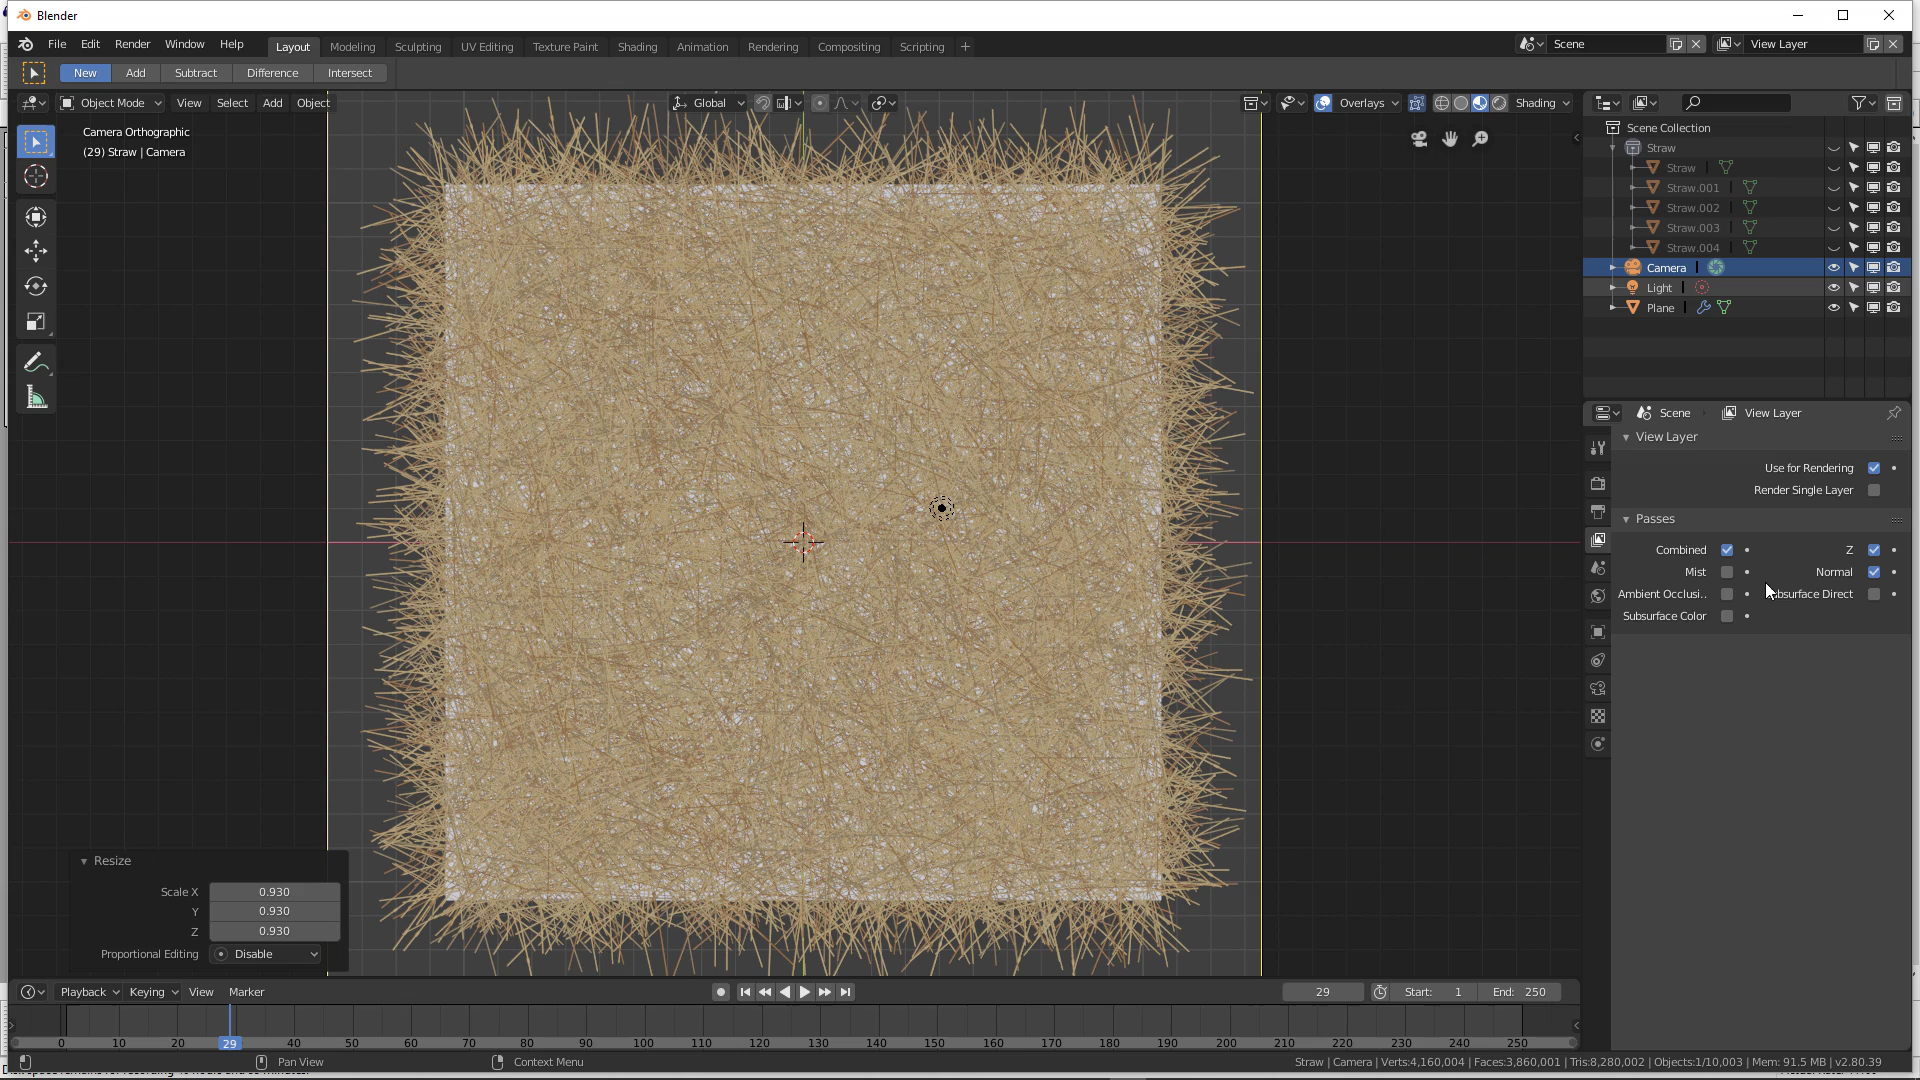 Blender
File Edit Render Window Help Layout Modeling Sculpting UV Editing Texture Paint Shading Animation Rendering Compositing Scripting + Scene View Layer
New Add Subtract Difference Intersect
Object Mode View Select Add Object Global Overlays Shading
Camera Orthographic
(29) Straw | Camera
Scene Collection
Straw
Straw
Straw.001
Straw.002
Straw.003
Straw.004
Camera
Light
Plane
Scene View Layer
View Layer
Use for Rendering
Render Single Layer
Passes
Combined Z
Mist Normal
Ambient Occlusi.. bsurface Direct
Subsurface Color
Resize
Scale X 0.930
Y 0.930
Z 0.930
Proportional Editing Disable
Playback Keying View Marker 29 Start: 1 End: 250
0 10 20 29 40 50 60 70 80 90 100 110 120 130 140 150 160 170 180 190 200 210 220 230 240 250
Pan View Context Menu Straw | Camera | Verts:4,160,004 | Faces:3,860,001 | Tris:8,280,002 | Objects:1/10,003 | Mem: 91.5 MB | v2.80.39